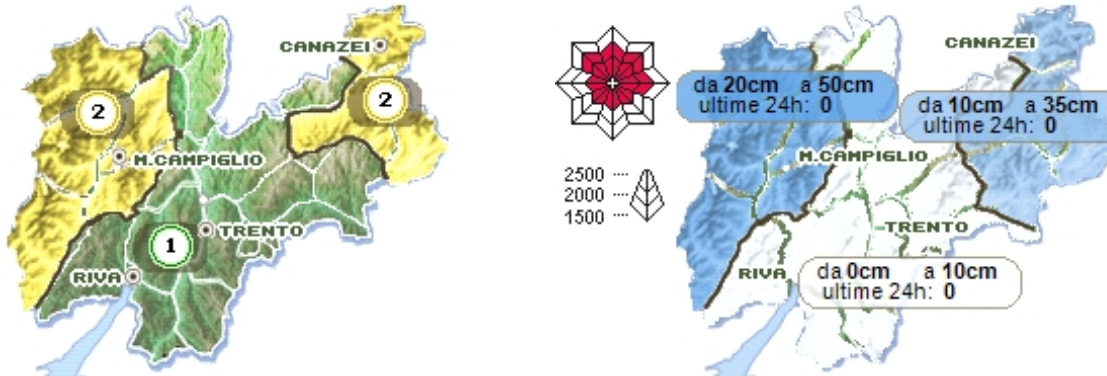 CANAZEI
2
2
M.CAMPIGLIO
1
TRENTO
RIVA
2500
2000
1500
CANAZEI
da 20cm a 50cm
ultime 24h: 0
da 10cm a 35cm
ultime 24h: 0
M.CAMPIGLIO
TRENTO
RIVA
da 0cm a 10cm
ultime 24h: 0